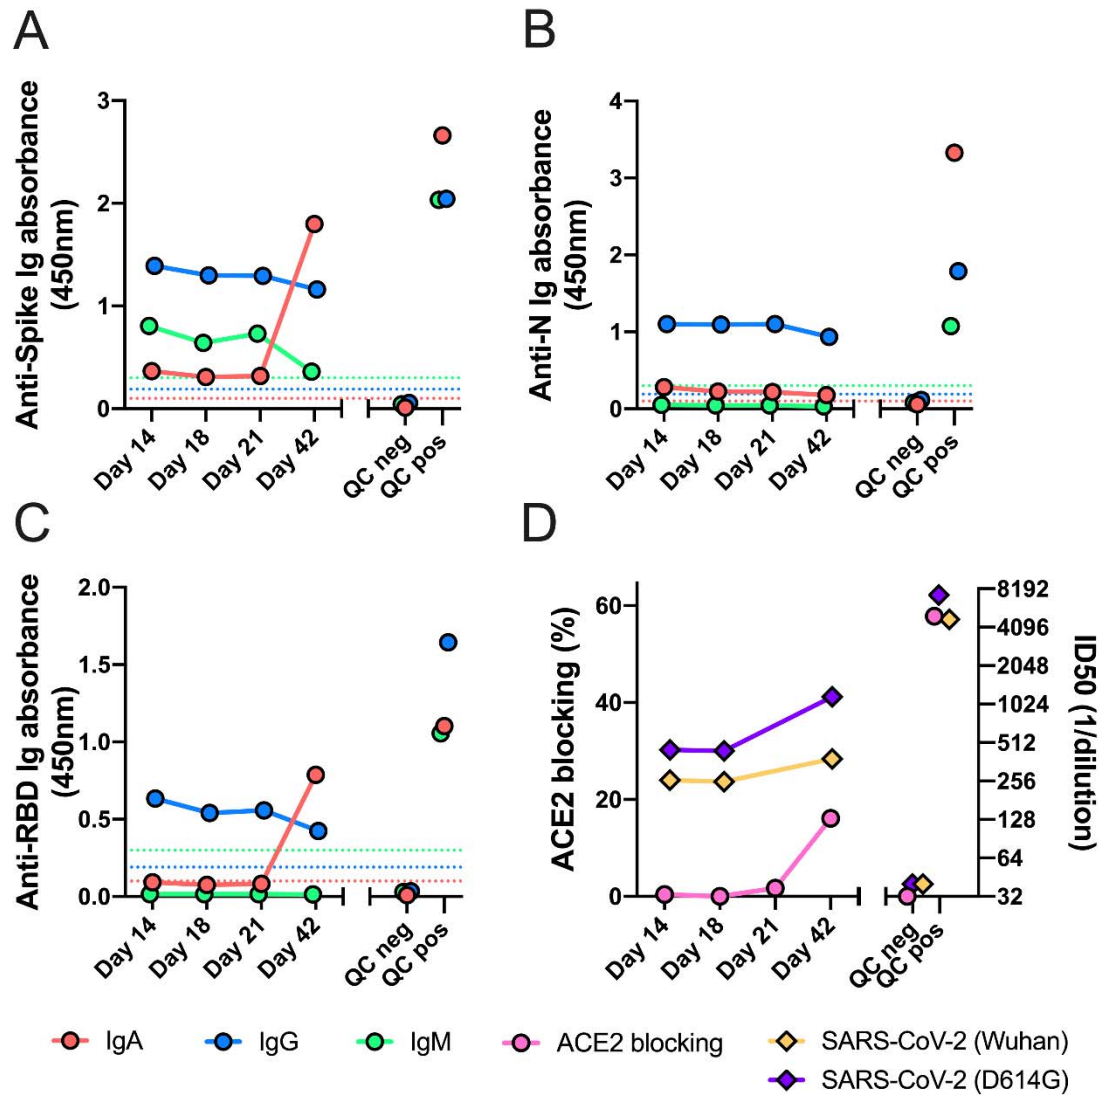 A
Anti-Spike Ig absorbance
(450nm)
3
2
1
0
Day 14
Day 18
Day 21
Day 42
QC neg
QC pos
B
Anti-N Ig absorbance
(450nm)
4
3
2
1
0
Day 14
Day 18
Day 21
Day 42
QC neg
QC pos
C
Anti-RBD Ig absorbance
(450nm)
2.0
1.5
1.0
0.5
0.0
Day 14
Day 18
Day 21
Day 42
QC neg
QC pos
D
ACE2 blocking (%)
60
40
20
0
Day 14
Day 18
Day 21
Day 42
QC neg
QC pos
8192
4096
2048
1024
512
256
128
64
32
ID50 (1/dilution)
IgA
IgG
IgM
ACE2 blocking
SARS-CoV-2 (Wuhan)
SARS-CoV-2 (D614G)